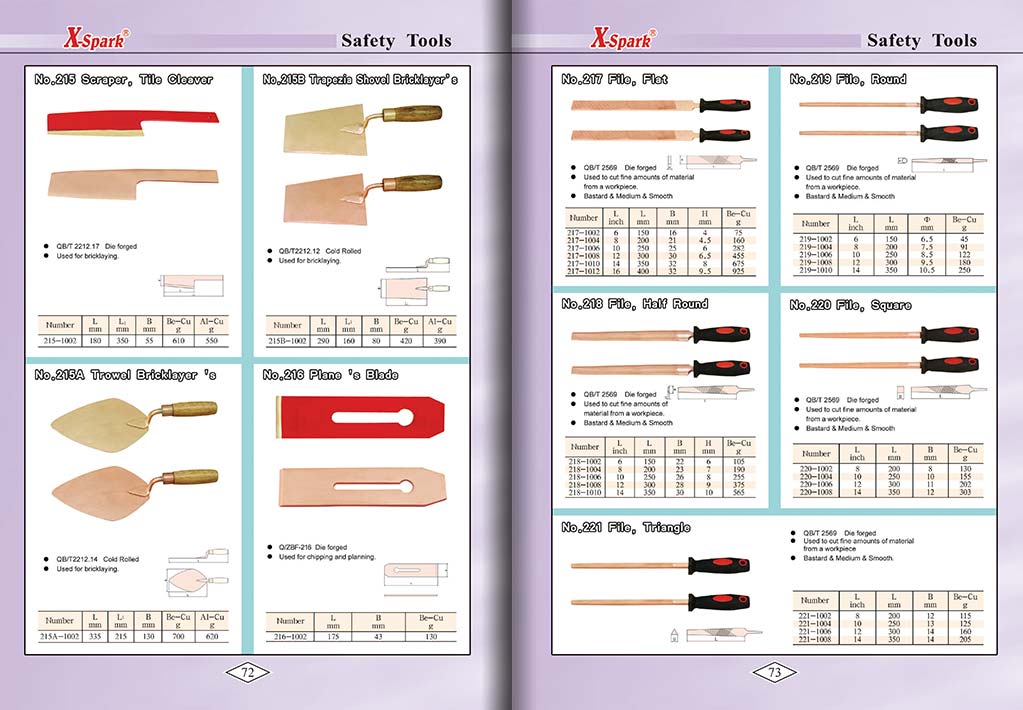 X-Spark®
Safety Tools
No.215 Scraper, Tile Cleaver
QB/T 2212.17 Die forged
Used for bricklaying.
Number L mm L1 mm B mm Be-Cu g Al-Cu g
215-1002 180 350 55 610 550
No.215B Trapezia Shovel Bricklayer's
QB/T2212.12 Cold Rolled
Used for bricklaying.
Number L mm L1 mm B mm Be-Cu g Al-Cu g
215B-1002 290 160 80 420 390
No.215A Trowel Bricklayer 's
QB/T2212.14 Cold Rolled
Used for bricklaying.
Number L mm L1 mm B mm Be-Cu g Al-Cu g
215A-1002 335 215 130 700 620
No.216 Plane 's Blade
Q/ZBF-216 Die forged
Used for chipping and planning.
Number L mm B mm Be-Cu g
216-1002 175 43 130
72
X-Spark®
Safety Tools
No.217 File, Flat
QB/T 2569 Die forged
Used to cut fine amounts of material
from a workpiece.
Bastard & Medium & Smooth
Number L inch L mm B mm H mm Be-Cu g
217-1002 6 150 16 4 75
217-1004 8 200 21 4.5 160
217-1006 10 250 25 6 282
217-1008 12 300 30 6.5 455
217-1010 14 350 32 8 675
217-1012 16 400 32 9.5 925
No.219 File, Round
QB/T 2569 Die forged
Used to cut fine amounts of material
from a workpiece.
Bastard & Medium & Smooth
Number L inch L mm Φ mm Be-Cu g
219-1002 6 150 6.5 45
219-1004 8 200 7.5 91
219-1006 10 250 8.5 122
219-1008 12 300 9.5 180
219-1010 14 350 10.5 250
No.218 File, Half Round
QB/T 2569 Die forged
Used to cut fine amounts of
material from a workpiece.
Bastard & Medium & Smooth
Number L inch L mm B mm H mm Be-Cu g
218-1002 6 150 22 6 105
218-1004 8 200 23 7 190
218-1006 10 250 26 8 255
218-1008 12 300 28 9 375
218-1010 14 350 30 10 565
No.220 File, Square
QB/T 2569 Die forged
Used to cut fine amounts of material
from a workpiece.
Bastard & Medium & Smooth
Number L inch L mm B mm Be-Cu g
220-1002 8 200 8 130
220-1004 10 250 10 155
220-1006 12 300 11 202
220-1008 14 350 12 303
No.221 File, Triangle
QB/T 2569 Die forged
Used to cut fine amounts of material
from a workpiece
Bastard & Medium & Smooth.
Number L inch L mm B mm Be-Cu g
221-1002 8 200 12 115
221-1004 10 250 13 125
221-1006 12 300 14 160
221-1008 14 350 14 205
73